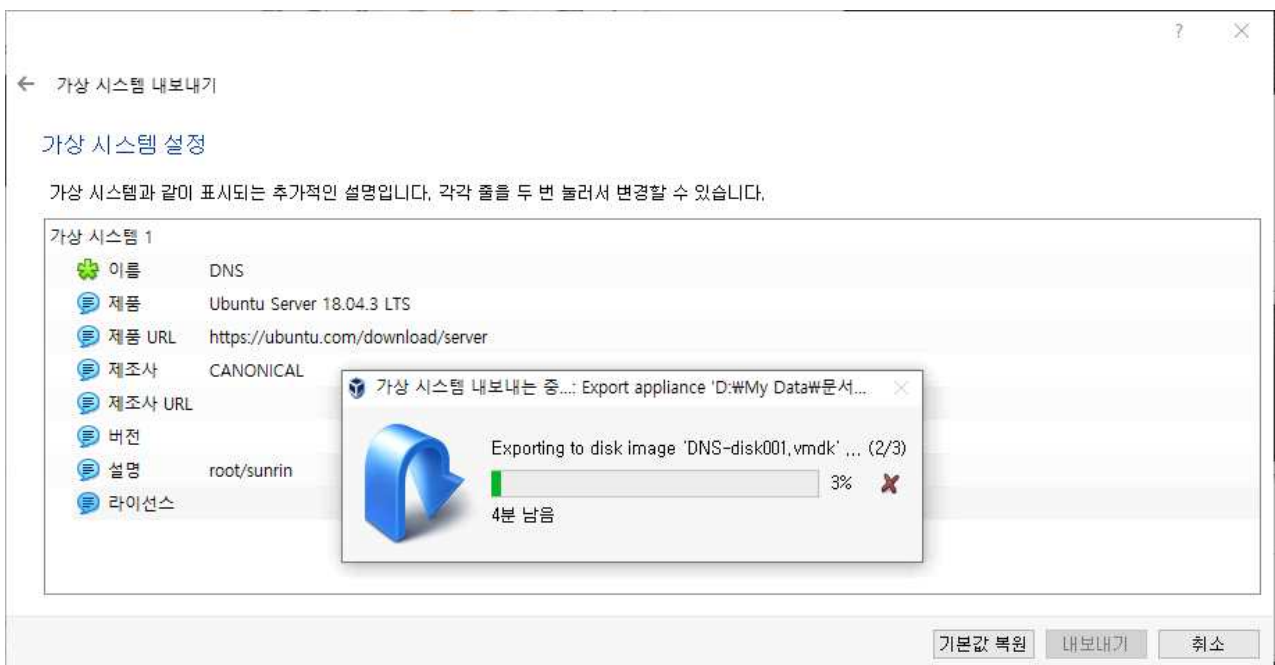 ?
가상 시스템 내보내기
가상 시스템 설정
가상 시스템과 같이 표시되는 추가적인 설명입니다. 각각 줄을 두 번 눌러서 변경할 수 있습니다.
가상 시스템 1
이름 DNS
제품 Ubuntu Server 18.04.3 LTS
제품 URL https://ubuntu.com/download/server
제조사 CANONICAL
제조사 URL
버전
설명 root/sunrin
라이선스
가상 시스템 내보내는 중...: Export appliance 'D:₩My Data₩문서...
Exporting to disk image 'DNS-disk001.vmdk' ... (2/3)
3%
4분 남음
기본값 복원 내보내기 취소